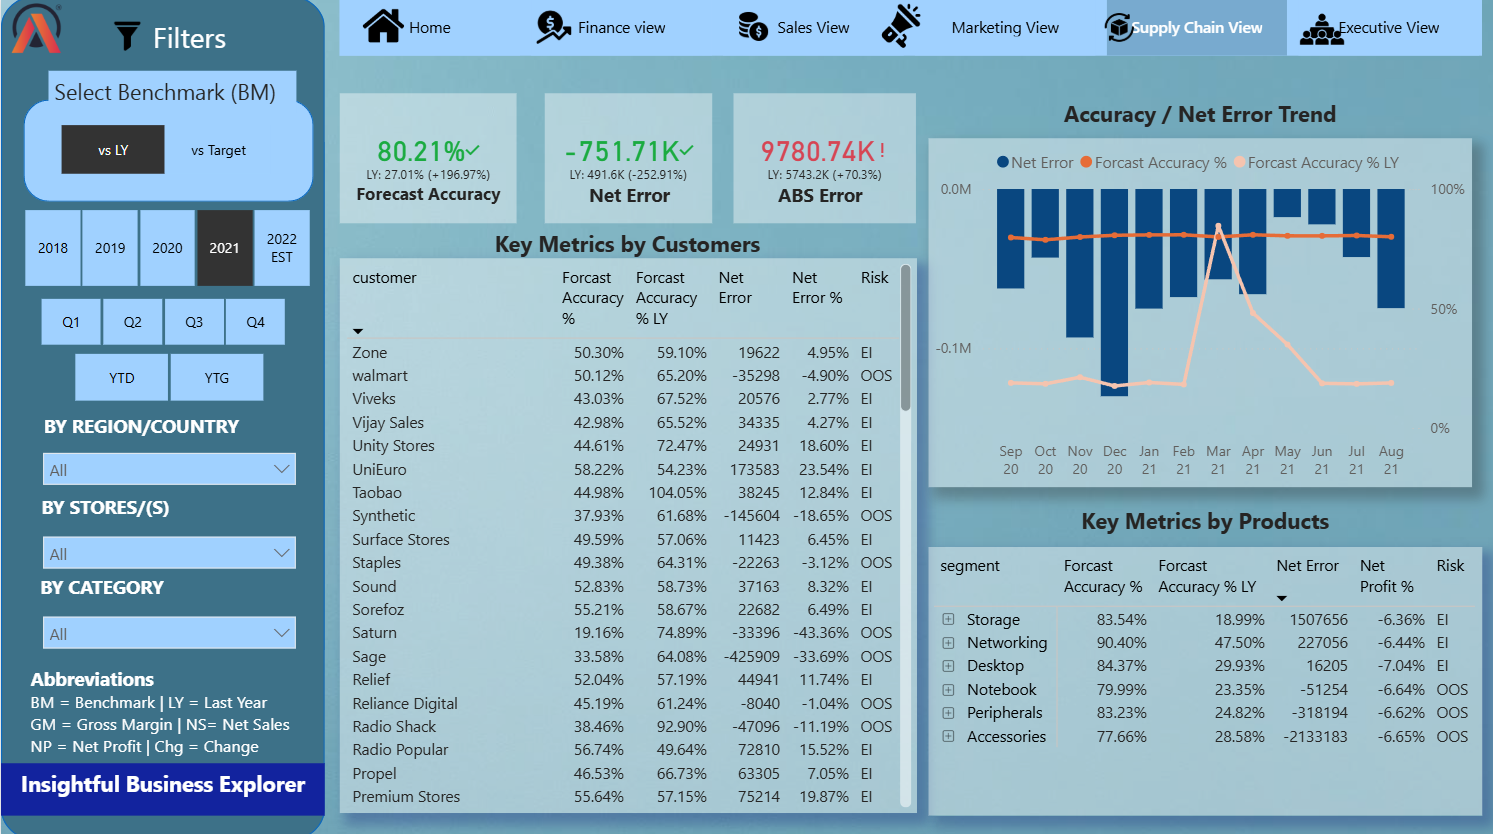 Filters
Select Benchmark (BM)
vs LY
vs Target
2018
2019
2020
2021
2022
EST
Q1
Q2
Q3
Q4
YTD
YTG
BY REGION/COUNTRY
All
BY STORES/(S)
All
BY CATEGORY
All
Abbreviations
BM = Benchmark | LY = Last Year
GM = Gross Margin | NS= Net Sales
NP = Net Profit | Chg = Change
Insightful Business Explorer
Home
Finance view
Sales View
Marketing View
Supply Chain View
Executive View
80.21%
LY: 27.01% (+196.97%)
Forecast Accuracy
-751.71K
LY: 491.6K (-252.91%)
Net Error
9780.74K !
LY: 5743.2K (+70.3%)
ABS Error
Key Metrics by Customers
customer Forcast Accuracy % Forcast Accuracy % LY Net Error Net Error % Risk
Zone 50.30% 59.10% 19622 4.95% EI
walmart 50.12% 65.20% -35298 -4.90% OOS
Viveks 43.03% 67.52% 20576 2.77% EI
Vijay Sales 42.98% 65.52% 34335 4.27% EI
Unity Stores 44.61% 72.47% 24931 18.60% EI
UniEuro 58.22% 54.23% 173583 23.54% EI
Taobao 44.98% 104.05% 38245 12.84% EI
Synthetic 37.93% 61.68% -145604 -18.65% OOS
Surface Stores 49.59% 57.06% 11423 6.45% EI
Staples 49.38% 64.31% -22263 -3.12% OOS
Sound 52.83% 58.73% 37163 8.32% EI
Sorefoz 55.21% 58.67% 22682 6.49% EI
Saturn 19.16% 74.89% -33396 -43.36% OOS
Sage 33.58% 64.08% -425909 -33.69% OOS
Relief 52.04% 57.19% 44941 11.74% EI
Reliance Digital 45.19% 61.24% -8040 -1.04% OOS
Radio Shack 38.46% 92.90% -47096 -11.19% OOS
Radio Popular 56.74% 49.64% 72810 15.52% EI
Propel 46.53% 66.73% 63305 7.05% EI
Premium Stores 55.64% 57.15% 75214 19.87% EI
Accuracy / Net Error Trend
Net Error Forcast Accuracy % Forcast Accuracy % LY
0.0M
-0.1M
100%
50%
0%
Sep Oct Nov Dec Jan Feb Mar Apr May Jun Jul Aug
20 20 20 20 21 21 21 21 21 21 21 21
Key Metrics by Products
segment Forcast Accuracy % Forcast Accuracy % LY Net Error Net Profit % Risk
Storage 83.54% 18.99% 1507656 -6.36% EI
Networking 90.40% 47.50% 227056 -6.44% EI
Desktop 84.37% 29.93% 16205 -7.04% EI
Notebook 79.99% 23.35% -51254 -6.64% OOS
Peripherals 83.23% 24.82% -318194 -6.62% OOS
Accessories 77.66% 28.58% -2133183 -6.65% OOS